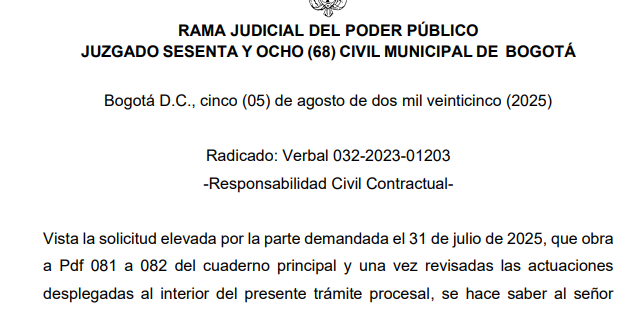 RAMA JUDICIAL DEL PODER PÚBLICO
JUZGADO SESENTA Y OCHO (68) CIVIL MUNICIPAL DE BOGOTÁ
Bogotá D.C., cinco (05) de agosto de dos mil veinticinco (2025)
Radicado: Verbal 032-2023-01203
-Responsabilidad Civil Contractual-
Vista la solicitud elevada por la parte demandada el 31 de julio de 2025, que obra
a Pdf 081 a 082 del cuaderno principal y una vez revisadas las actuaciones
desplegadas al interior del presente trámite procesal, se hace saber al señor